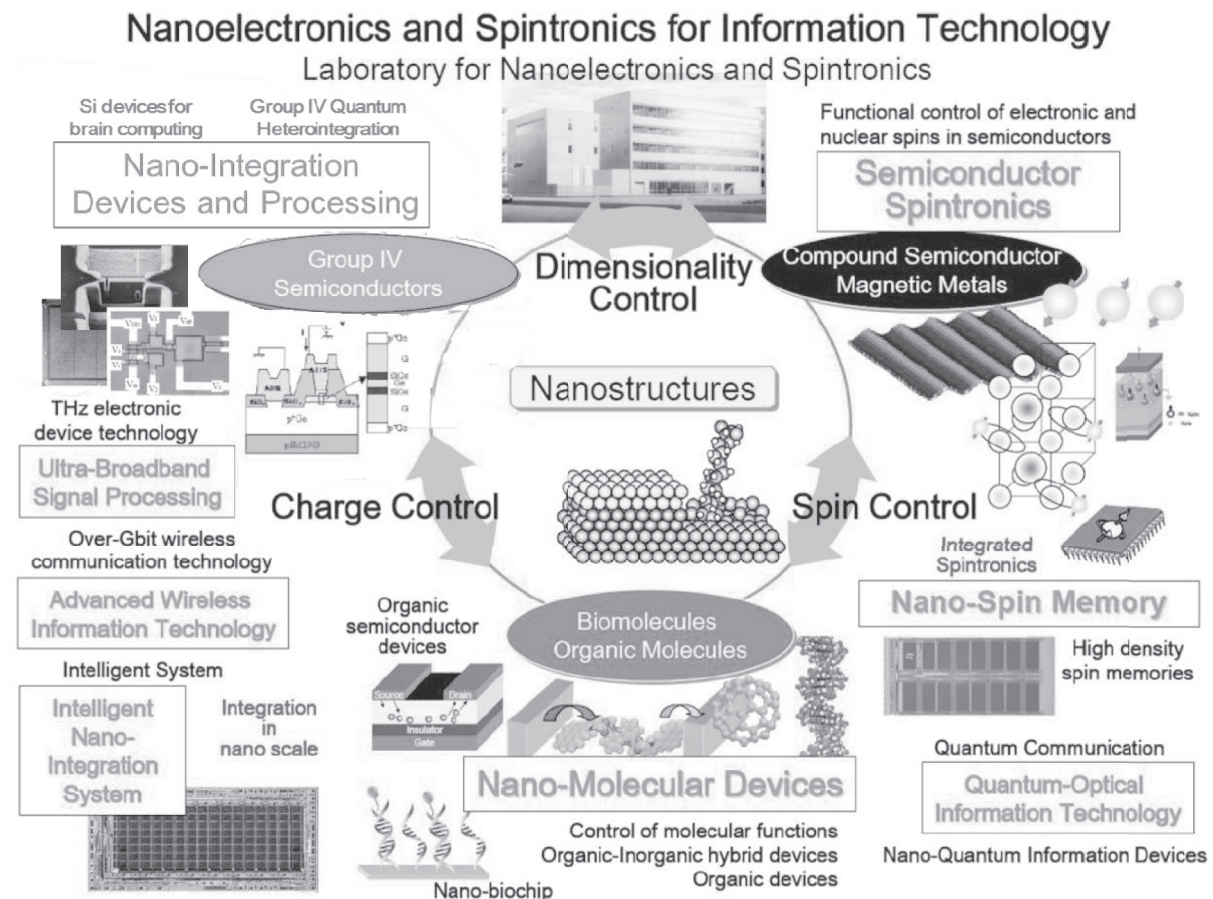 Nanoelectronics and Spintronics for Information Technology
Laboratory for Nanoelectronics and Spintronics
Si devices for
brain computing
Group IV Quantum
Heterointegration
Nano-Integration
Devices and Processing
Functional control of electronic and
nuclear spins in semiconductors
Semiconductor
Spintronics
Group IV
Semiconductors
Dimensionality
Control
Compound Semiconductor
Magnetic Metals
Nanostructures
THz electronic
device technology
Ultra-Broadband
Signal Processing
Charge Control
Spin Control
Over-Gbit wireless
communication technology
Advanced Wireless
Information Technology
Integrated
Spintronics
Nano-Spin Memory
High density
spin memories
Biomolecules
Organic Molecules
Organic
semiconductor
devices
Source
Drain
Insulator
Gate
Intelligent System
Intelligent
Nano-
Integration
System
Integration
in
nano scale
Nano-Molecular Devices
Control of molecular functions
Organic-Inorganic hybrid devices
Organic devices
Nano-biochip
Quantum Communication
Quantum-Optical
Information Technology
Nano-Quantum Information Devices